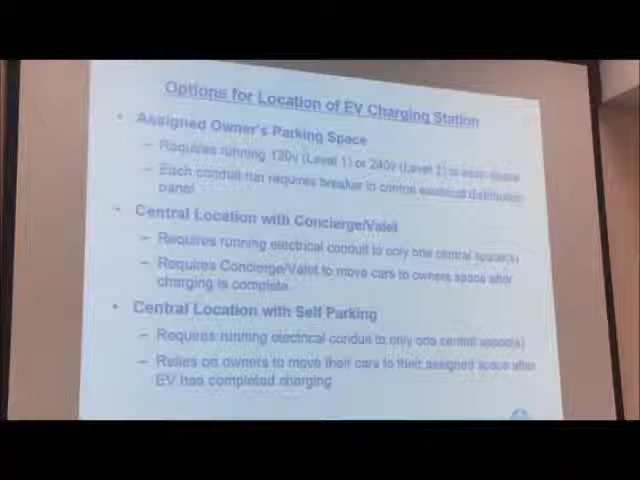 Options for Location of EV Charging Station
• Assigned Owner's Parking Space
– Requires running 120v (Level 1) or 240v (Level 2) to each space
– Each conduit run requires breaker in central electrical distribution
panel
• Central Location with Concierge/Valet
– Requires running electrical conduit to only one central space(s)
– Requires Concierge/Valet to move cars to owners space after
charging is complete
• Central Location with Self Parking
– Requires running electrical conduit to only one central space(s)
– Relies on owners to move their cars to their assigned space after
EV has completed charging